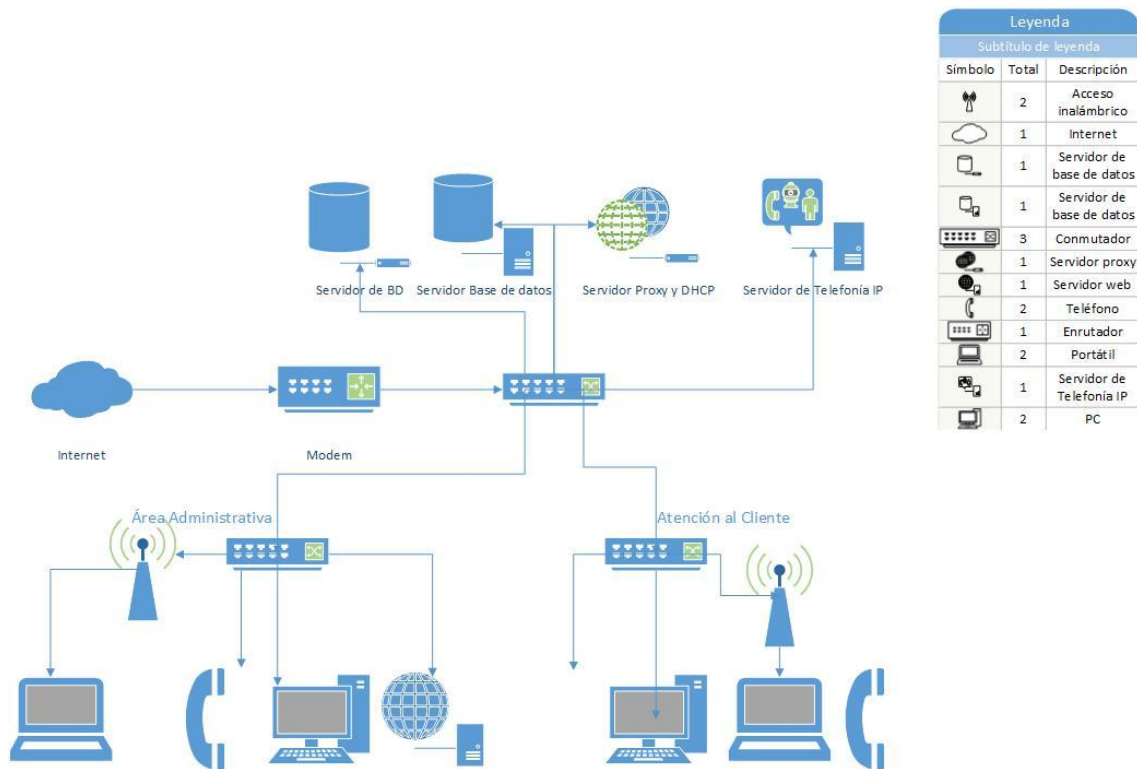 Leyenda
Subtítulo de leyenda
Símbolo Total Descripción
2 Acceso
inalámbrico
1 Internet
1 Servidor de
base de datos
1 Servidor de
base de datos
3 Conmutador
1 Servidor proxy
1 Servidor web
2 Teléfono
1 Enrutador
2 Portátil
1 Servidor de
Telefonía IP
2 PC
Servidor de BD
Servidor Base de datos
Servidor Proxy y DHCP
Servidor de Telefonía IP
Internet
Modem
Área Administrativa
Atención al Cliente